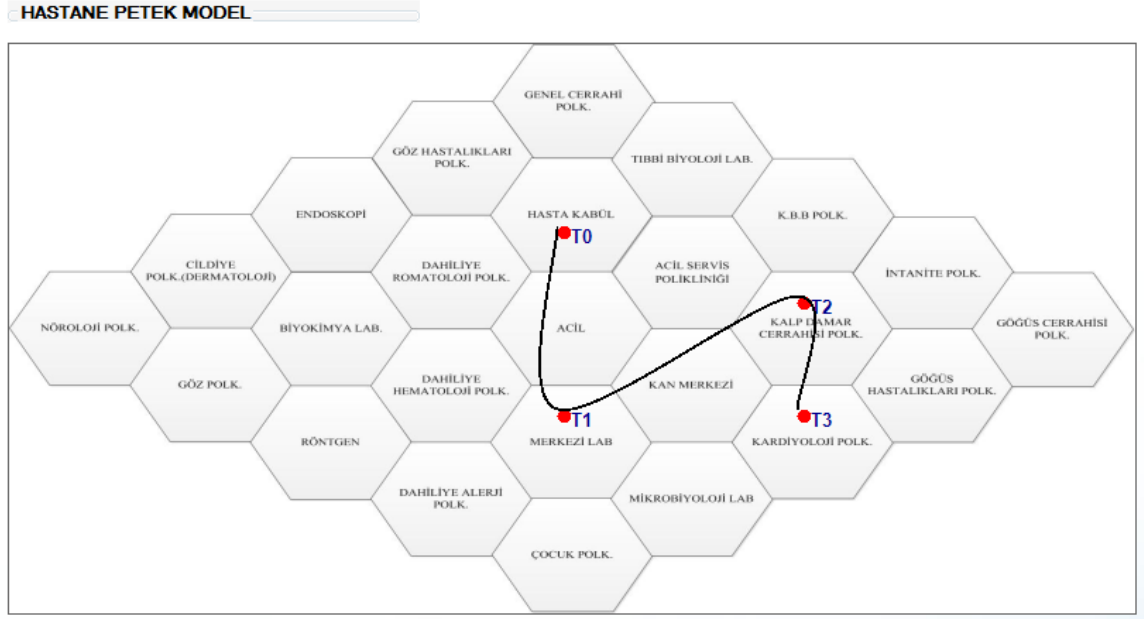 HASTANE PETEK MODEL
GENEL CERRAHİ
POLK.
GÖZ HASTALIKLARI
POLK.
TIBBİ BİYOLOJİ LAB.
ENDOSKOPİ
HASTA KABÜL
T0
K.B.B POLK.
CİLDİYE
POLK.(DERMATOLOJİ)
DAHİLİYE
ROMATOLOJİ POLK.
ACİL SERVİS
POLİKLİNİĞİ
İNTANİTE POLK.
NÖROLOJİ POLK.
BİYOKİMYA LAB.
ACİL
T2
KALP DAMAR
CERRAHİSİ POLK.
GÖĞÜS CERRAHİSİ
POLK.
GÖZ POLK.
DAHİLİYE
HEMATOLOJİ POLK.
KAN MERKEZİ
GÖĞÜS
HASTALIKLARI POLK.
RÖNTGEN
T1
MERKEZİ LAB
T3
KARDİYOLOJİ POLK.
DAHİLİYE ALERJİ
POLK.
MİKROBİYOLOJİ LAB
ÇOCUK POLK.